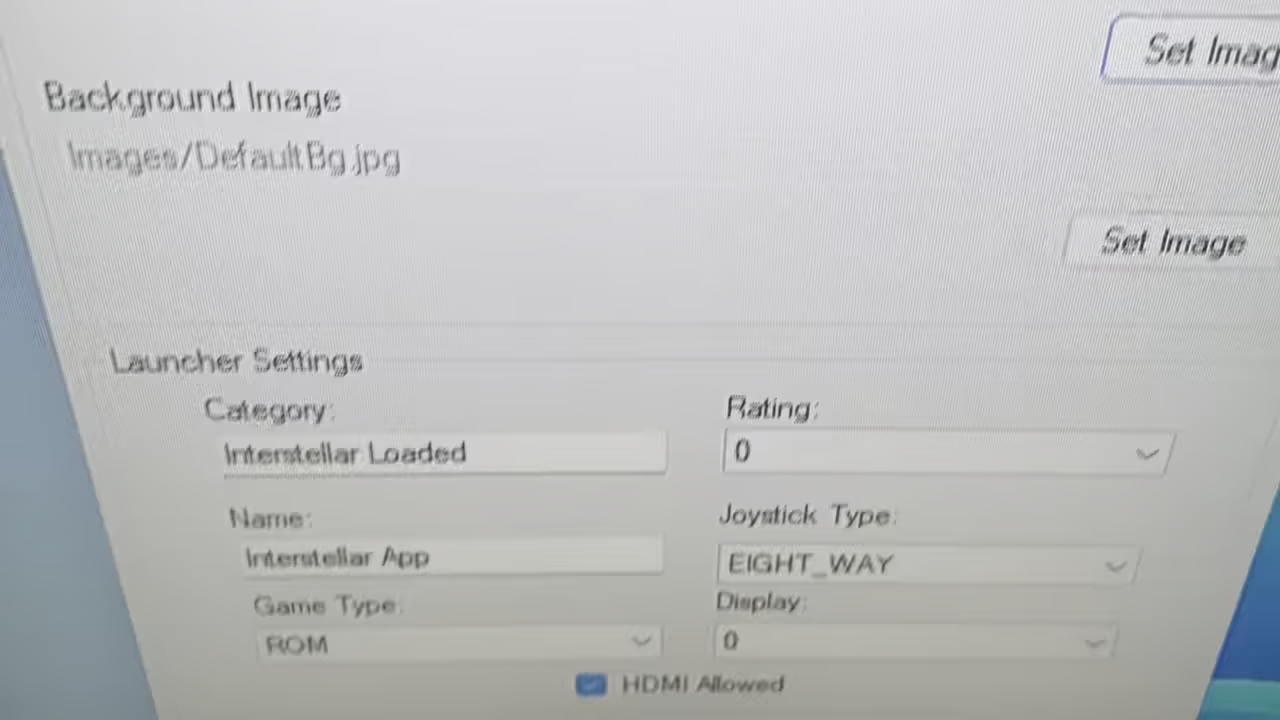 Set Imag
Background Image
Images/DefaultBg.jpg
Set Image
Launcher Settings
Category:
Rating:
Interstellar Loaded
0
Name:
Joystick Type:
Interstellar App
EIGHT_WAY
Game Type:
Display:
ROM
0
HDMI Allowed